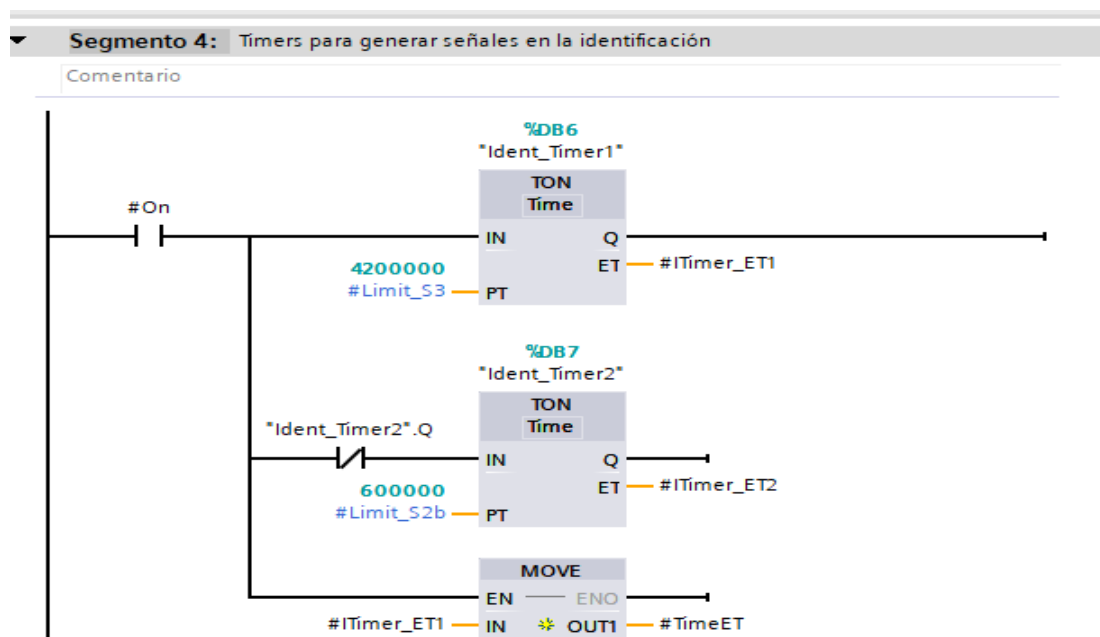 Segmento 4: Timers para generar señales en la identificación
Comentario
%DB6
"Ident_Timer1"
TON
Time
#On
IN Q
4200000
ET #ITimer_ET1
#Limit_S3 PT
%DB7
"Ident_Timer2"
TON
Time
"Ident_Timer2".Q
IN Q
600000
ET #ITimer_ET2
#Limit_S2b PT
MOVE
EN ENO
#ITimer_ET1 IN OUT1 #TimeET